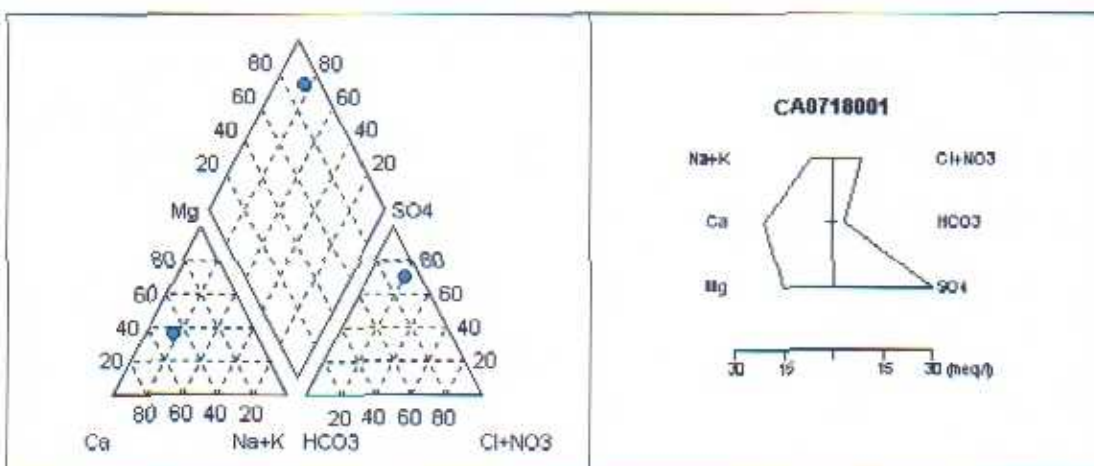 80 80
60 60
40 40
20 20
Mg SO4
80 80
60 60
40 40
20 20
80 60 40 20 20 40 60 80
Ca Na+K HCO3 Cl+NO3
CA0718001
Na+K Cl+NO3
Ca HCO3
Mg SO4
30 15 15 30 (meq/l)